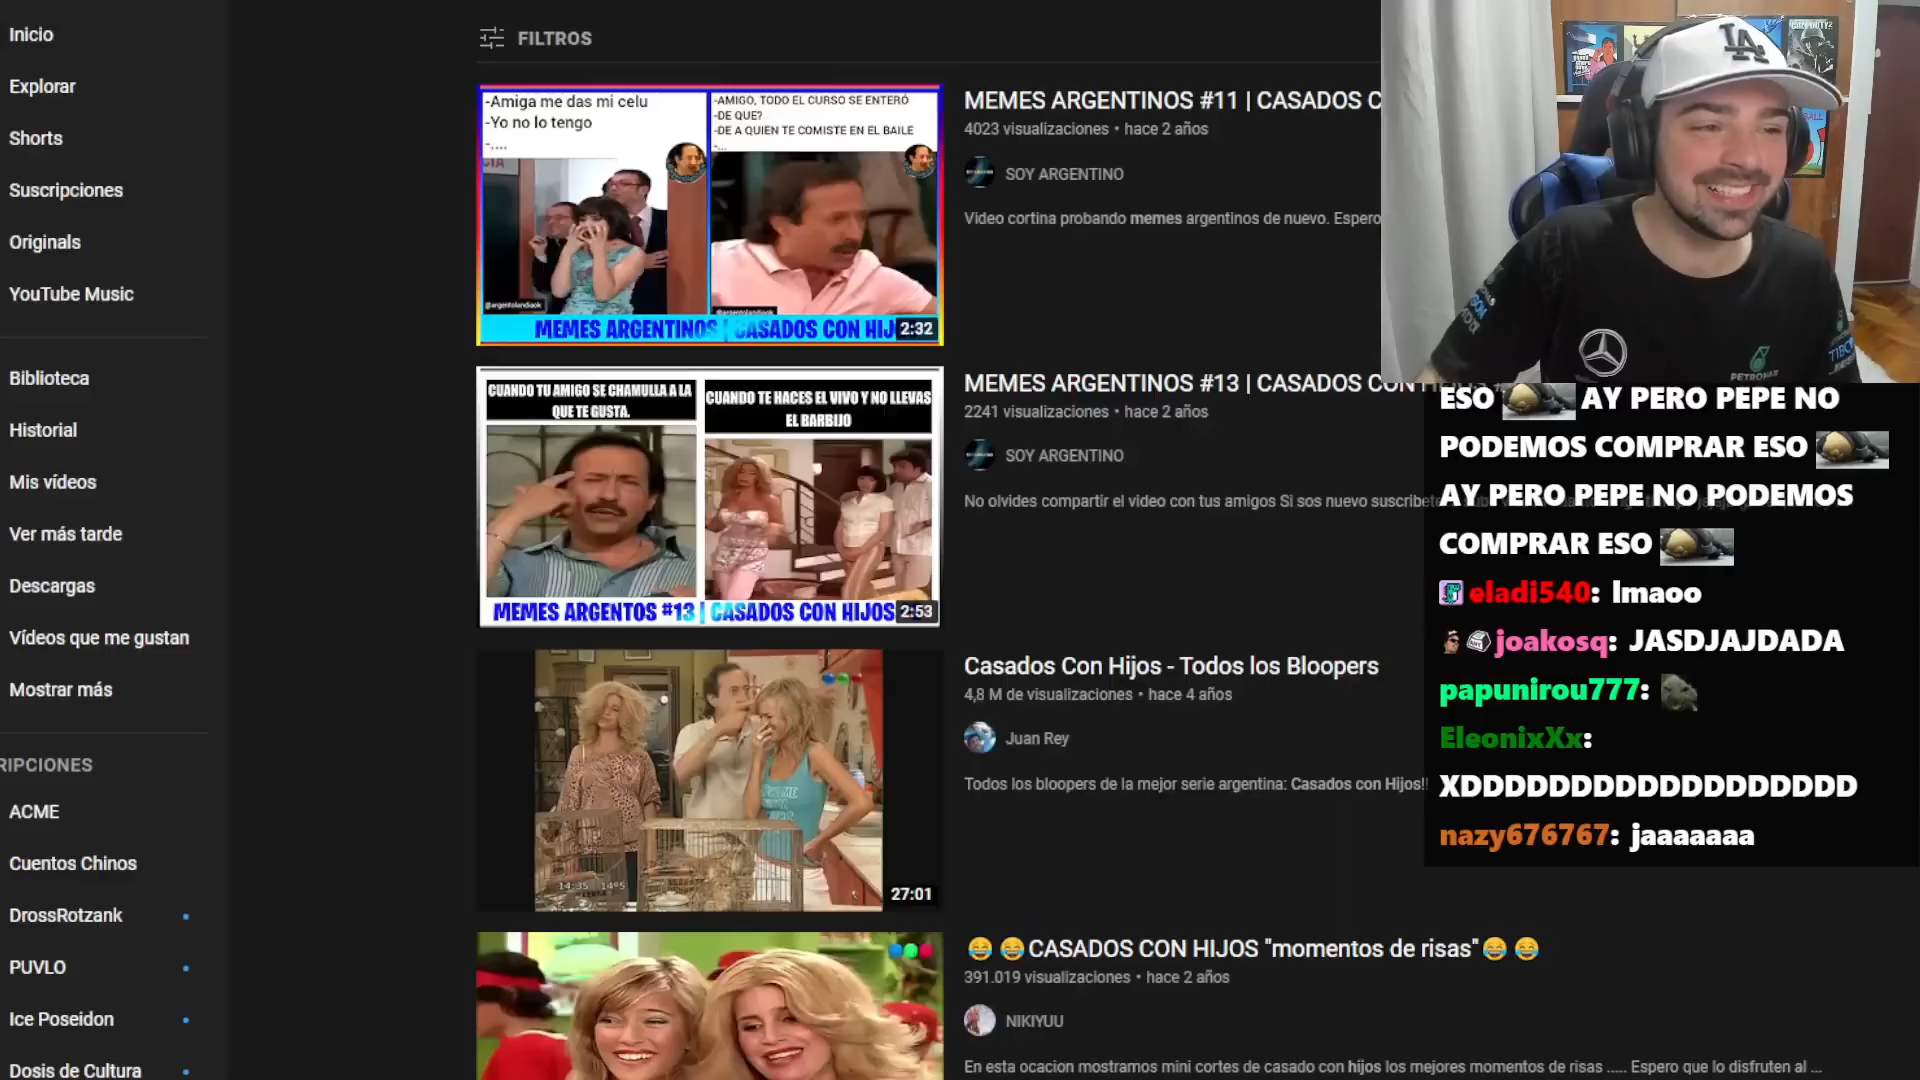 Inicio
Explorar
Shorts
Suscripciones
Originals
YouTube Music
Biblioteca
Historial
Mis vídeos
Ver más tarde
Descargas
Vídeos que me gustan
Mostrar más
RIPCIONES
ACME
Cuentos Chinos
DrossRotzank
PUVLO
Ice Poseidon
Dosis de Cultura
FILTROS
-Amiga me das mi celu
-Yo no lo tengo
-,...
-AMIGO, TODO EL CURSO SE ENTERÓ
-DE QUE?
-DE A QUIEN TE COMISTE EN EL BAILE
-...
@argentolandiaok
@argentolandiaok
MEMES ARGENTINOS | CASADOS CON HIJ
2:32
MEMES ARGENTINOS #11 | CASADOS C
4023 visualizaciones • hace 2 años
SOY ARGENTINO
Video cortina probando memes argentinos de nuevo. Espero
CUANDO TU AMIGO SE CHAMULLA A LA
QUE TE GUSTA.
CUANDO TE HACES EL VIVO Y NO LLEVAS
EL BARBIJO
MEMES ARGENTOS #13 | CASADOS CON HIJOS
2:53
MEMES ARGENTINOS #13 | CASADOS CON HIJOS #
2241 visualizaciones • hace 2 años
SOY ARGENTINO
No olvides compartir el video con tus amigos Si sos nuevo suscribete
14:35 14º5
27:01
Casados Con Hijos - Todos los Bloopers
4,8 M de visualizaciones • hace 4 años
Juan Rey
Todos los bloopers de la mejor serie argentina: Casados con Hijos!!
😂 😂 CASADOS CON HIJOS "momentos de risas" 😂 😂
391.019 visualizaciones • hace 2 años
NIKIYUU
En esta ocacion mostramos mini cortes de casado con hijos los mejores momentos de risas ..... Espero que lo disfruten al ...
LA
PETRONAS
ESO AY PERO PEPE NO
PODEMOS COMPRAR ESO
AY PERO PEPE NO PODEMOS
COMPRAR ESO
eladi540: lmaoo
joakosq: JASDJAJDADA
papunirou777:
EleonixXx:
XDDDDDDDDDDDDDDDDDD
nazy676767: jaaaaaaa